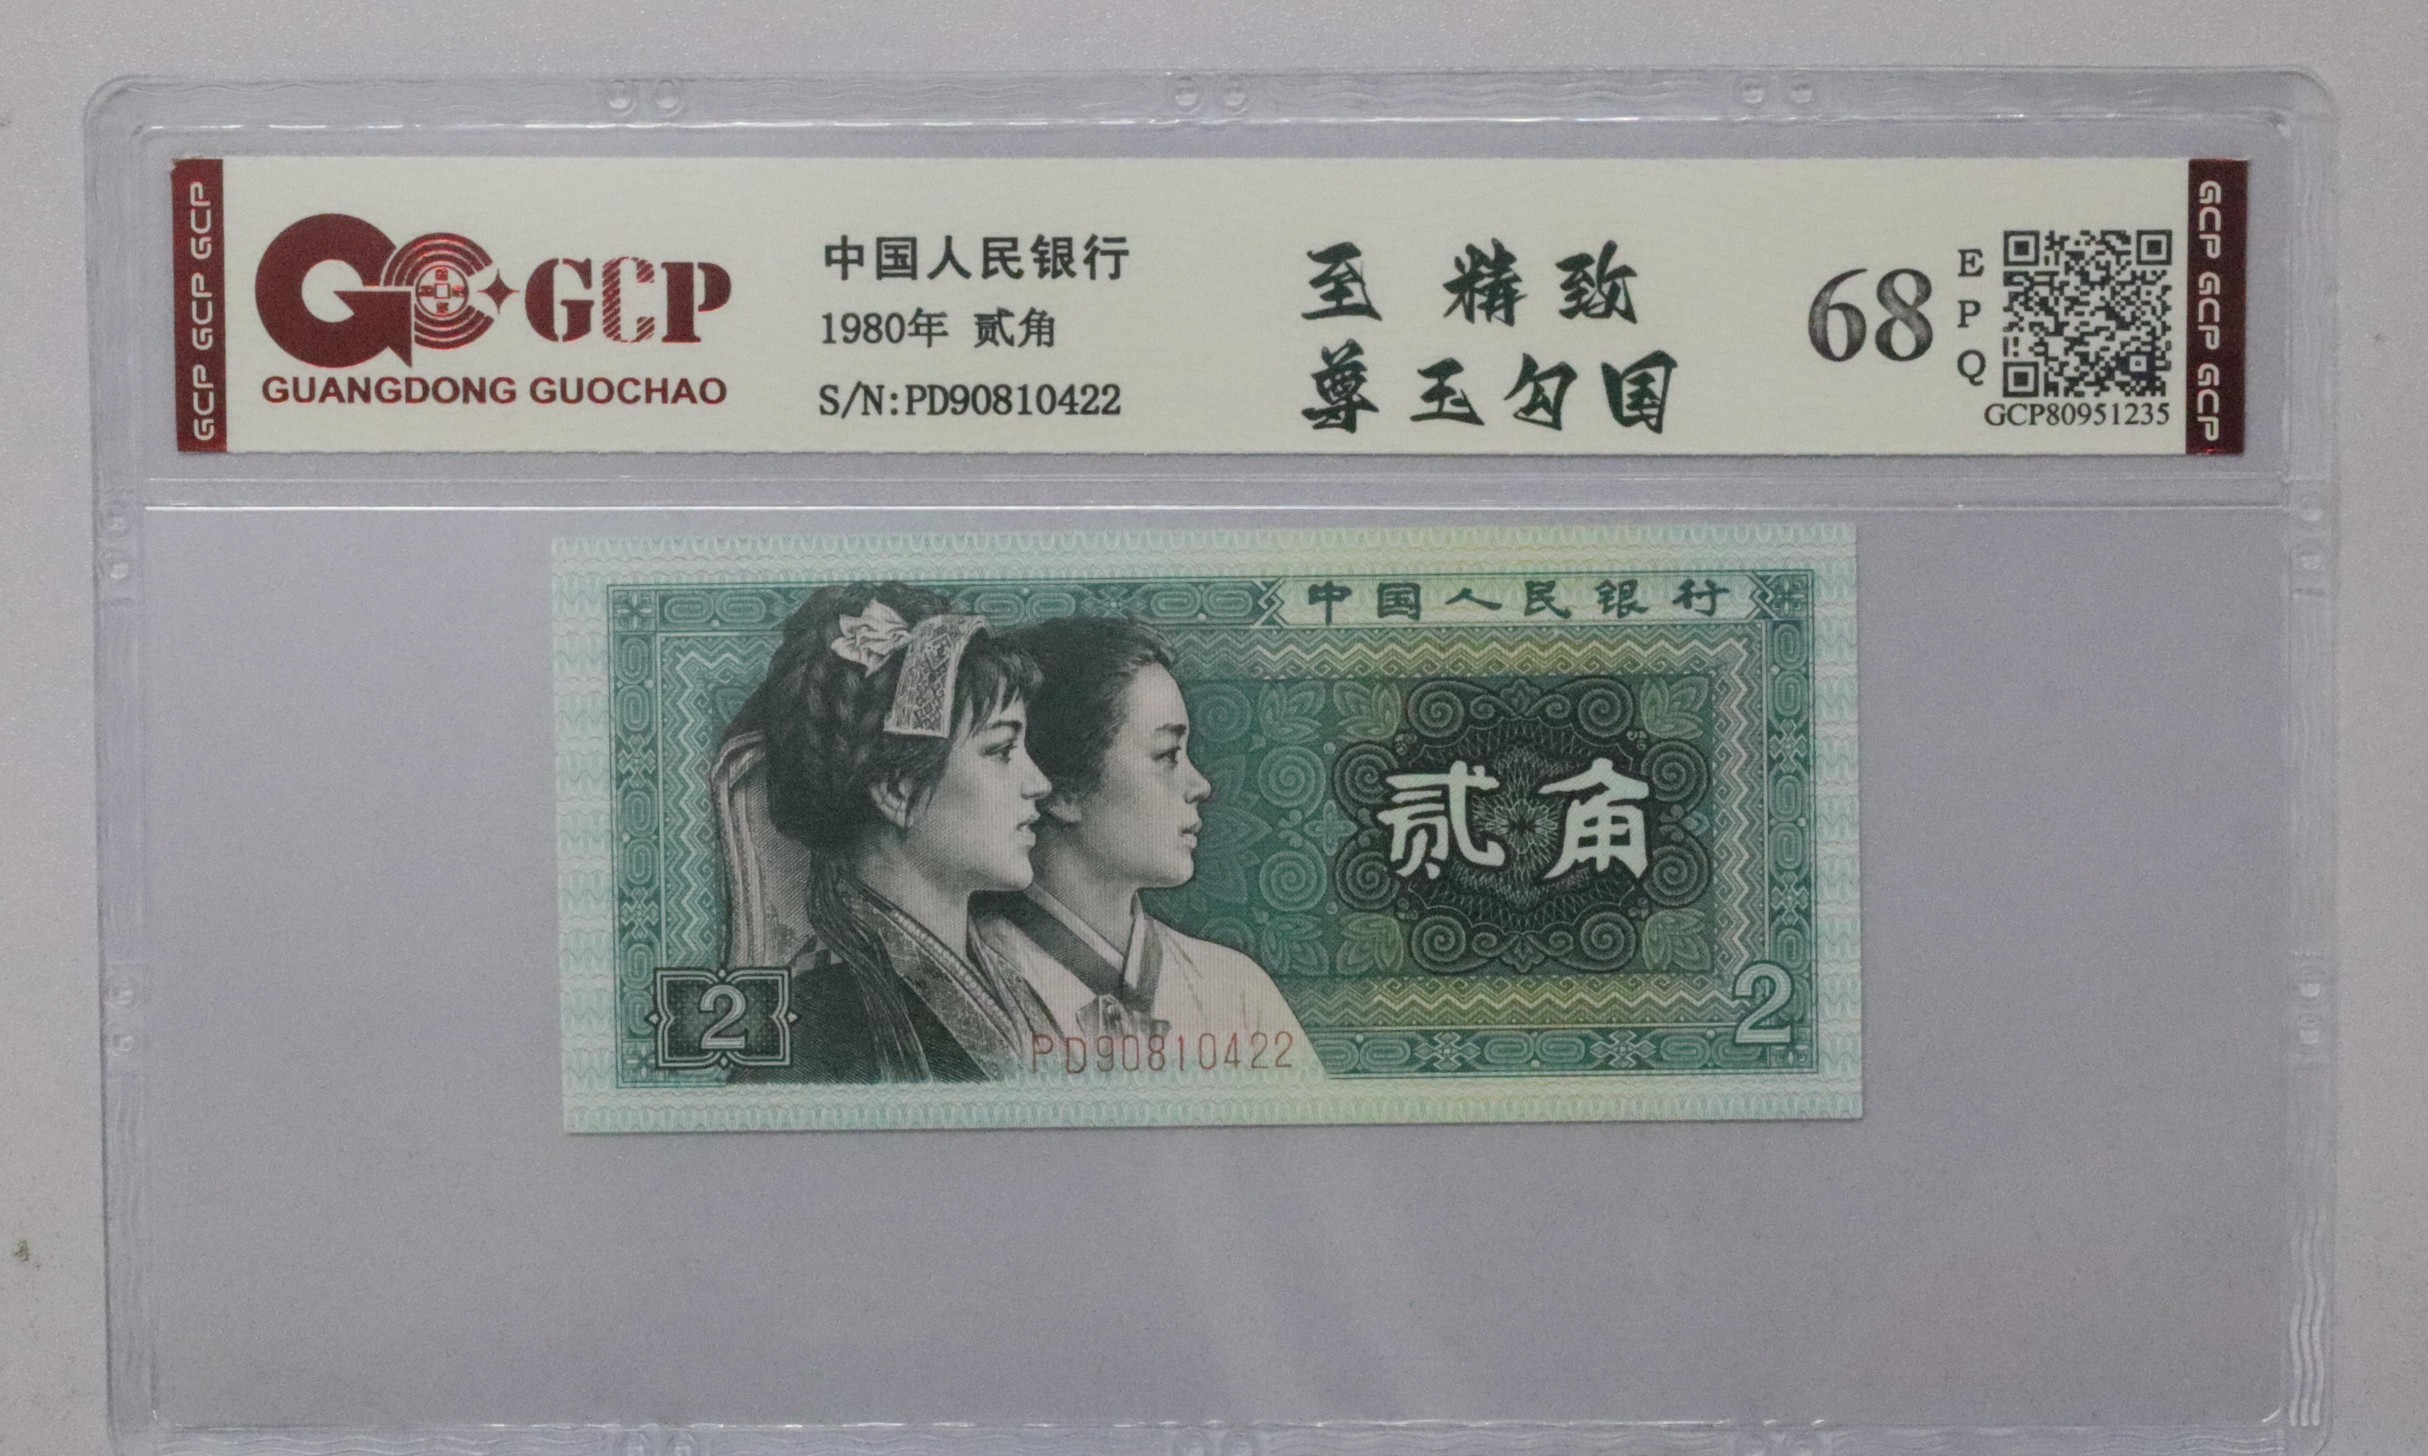 GCP GCP GCP
GCP
GUANGDONG GUOCHAO
中国人民银行
1980年 贰角
S/N:PD90810422
至 精 致
尊 玉 勾 国
68
EPQ
GCP80951235
GCP GCP GCP
中国人民银行
贰角
2
2
PD90810422